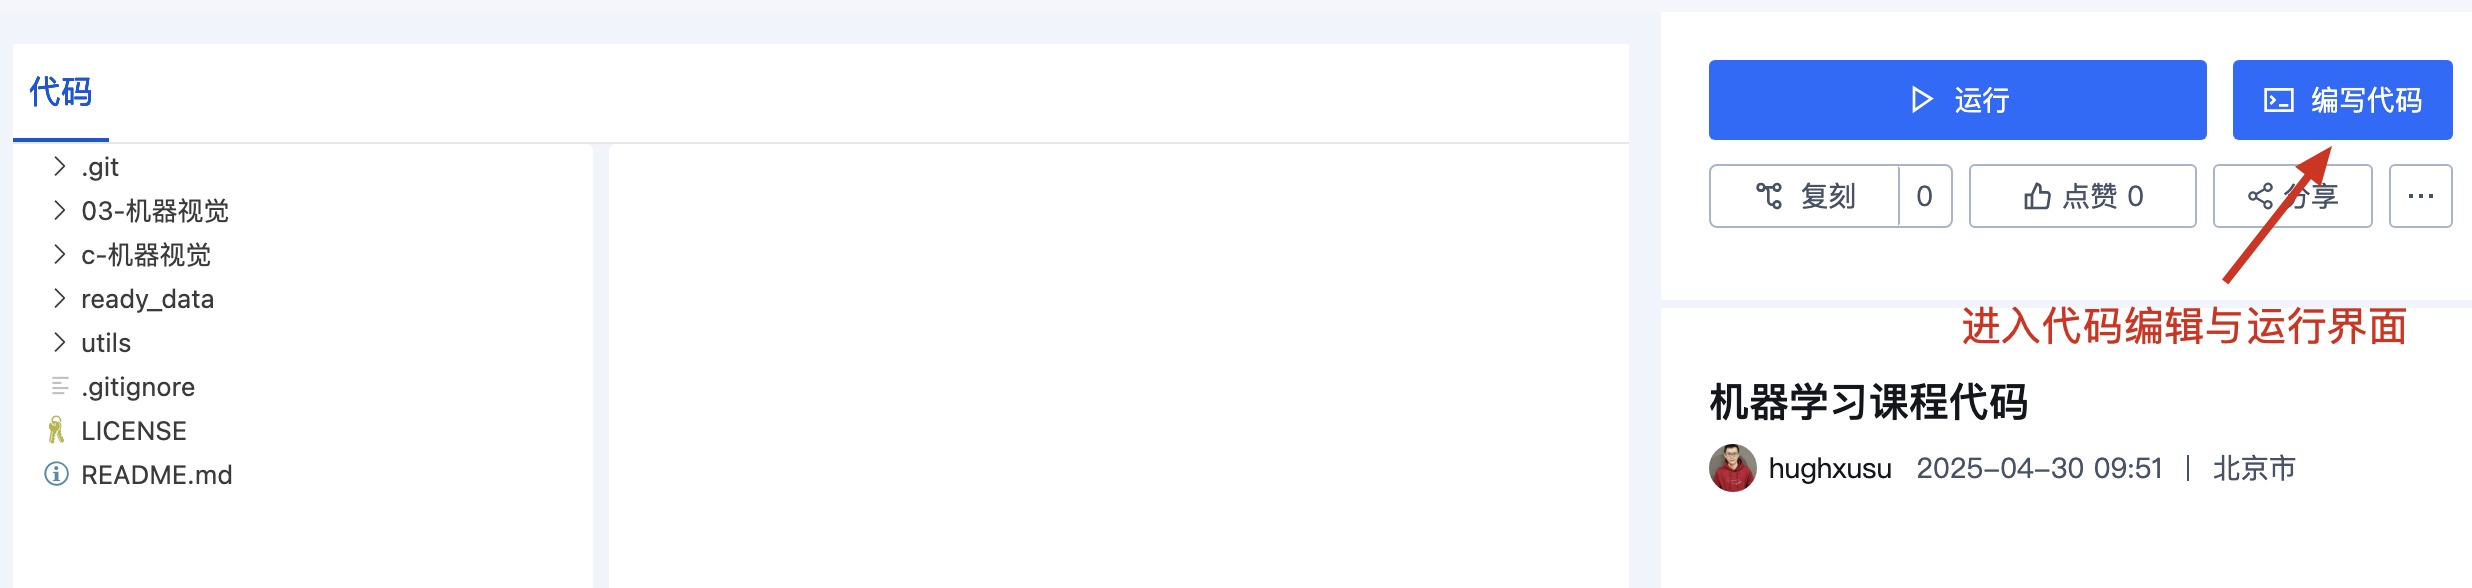 代码
.git
03-机器视觉
c-机器视觉
ready_data
utils
.gitignore
LICENSE
README.md
运行
编写代码
复刻 0
点赞 0
分享
...
进入代码编辑与运行界面
机器学习课程代码
hughxusu 2025-04-30 09:51 | 北京市